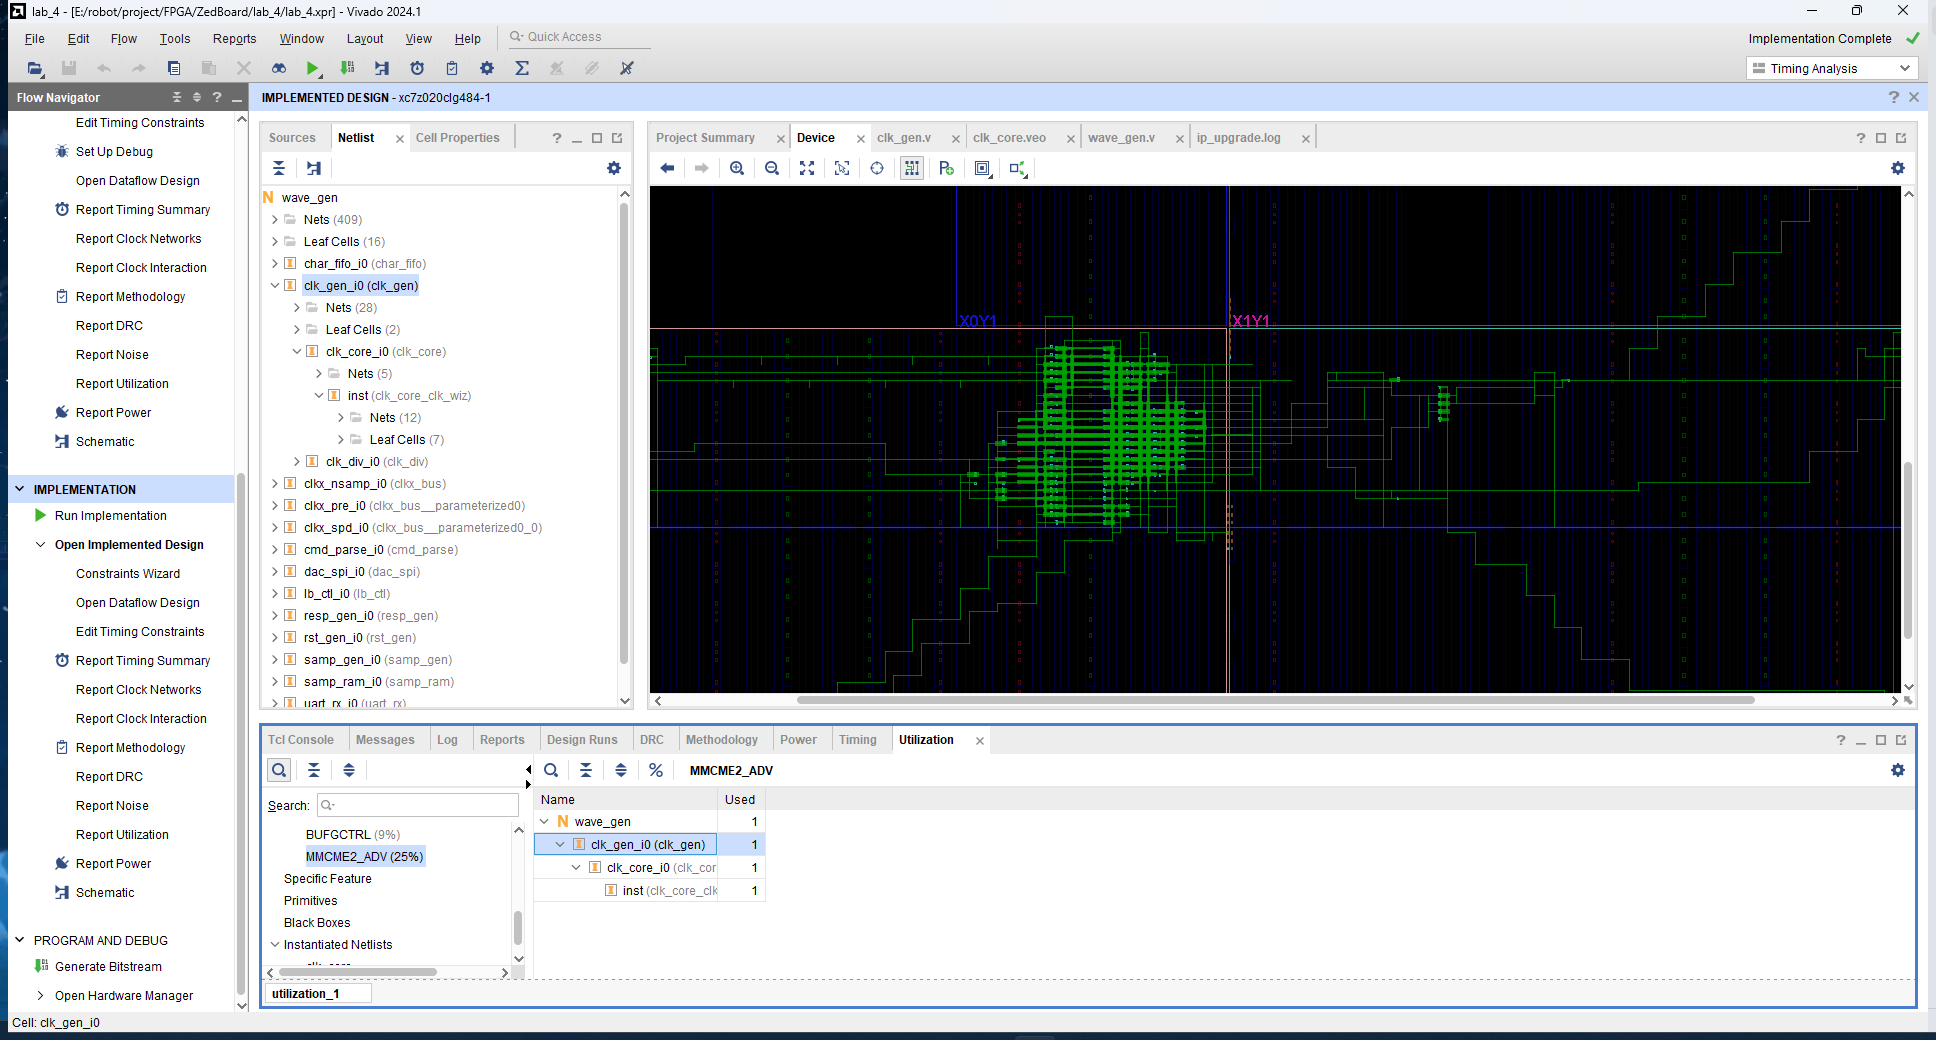 lab_4 - [E:/robot/project/FPGA/ZedBoard/lab_4/lab_4.xpr] - Vivado 2024.1
File Edit Flow Tools Reports Window Layout View Help Quick Access
Implementation Complete
Timing Analysis
Flow Navigator
Edit Timing Constraints
Set Up Debug
Open Dataflow Design
Report Timing Summary
Report Clock Networks
Report Clock Interaction
Report Methodology
Report DRC
Report Noise
Report Utilization
Report Power
Schematic
IMPLEMENTATION
Run Implementation
Open Implemented Design
Constraints Wizard
Open Dataflow Design
Edit Timing Constraints
Report Timing Summary
Report Clock Networks
Report Clock Interaction
Report Methodology
Report DRC
Report Noise
Report Utilization
Report Power
Schematic
PROGRAM AND DEBUG
Generate Bitstream
Open Hardware Manager
IMPLEMENTED DESIGN - xc7z020clg484-1
Sources Netlist Cell Properties
N wave_gen
Nets (409)
Leaf Cells (16)
char_fifo_i0 (char_fifo)
clk_gen_i0 (clk_gen)
Nets (28)
Leaf Cells (2)
clk_core_i0 (clk_core)
Nets (5)
inst (clk_core_clk_wiz)
Nets (12)
Leaf Cells (7)
clk_div_i0 (clk_div)
clkx_nsamp_i0 (clkx_bus)
clkx_pre_i0 (clkx_bus__parameterized0)
clkx_spd_i0 (clkx_bus__parameterized0_0)
cmd_parse_i0 (cmd_parse)
dac_spi_i0 (dac_spi)
lb_ctl_i0 (lb_ctl)
resp_gen_i0 (resp_gen)
rst_gen_i0 (rst_gen)
samp_gen_i0 (samp_gen)
samp_ram_i0 (samp_ram)
uart_rx_i0 (uart_rx)
Project Summary Device clk_gen.v clk_core.veo wave_gen.v ip_upgrade.log
X0Y1
X1Y1
Tcl Console Messages Log Reports Design Runs DRC Methodology Power Timing Utilization
MMCME2_ADV
Search:
BUFGCTRL (9%)
MMCME2_ADV (25%)
Specific Feature
Primitives
Black Boxes
Instantiated Netlists
clk_core
Name Used
N wave_gen 1
clk_gen_i0 (clk_gen) 1
clk_core_i0 (clk_cor 1
inst (clk_core_clk 1
utilization_1
Cell: clk_gen_i0